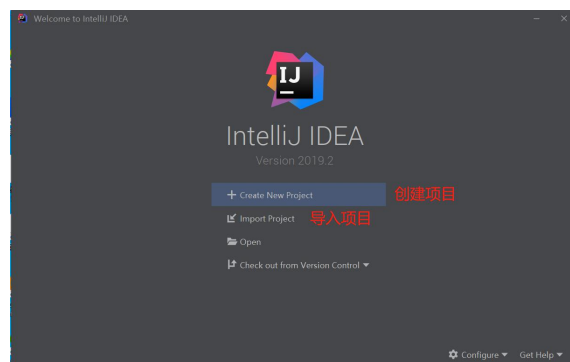 Welcome to IntelliJ IDEA
IJ
IntelliJ IDEA
Version 2019.2
Create New Project 创建项目
Import Project 导入项目
Open
Check out from Version Control
Configure Get Help